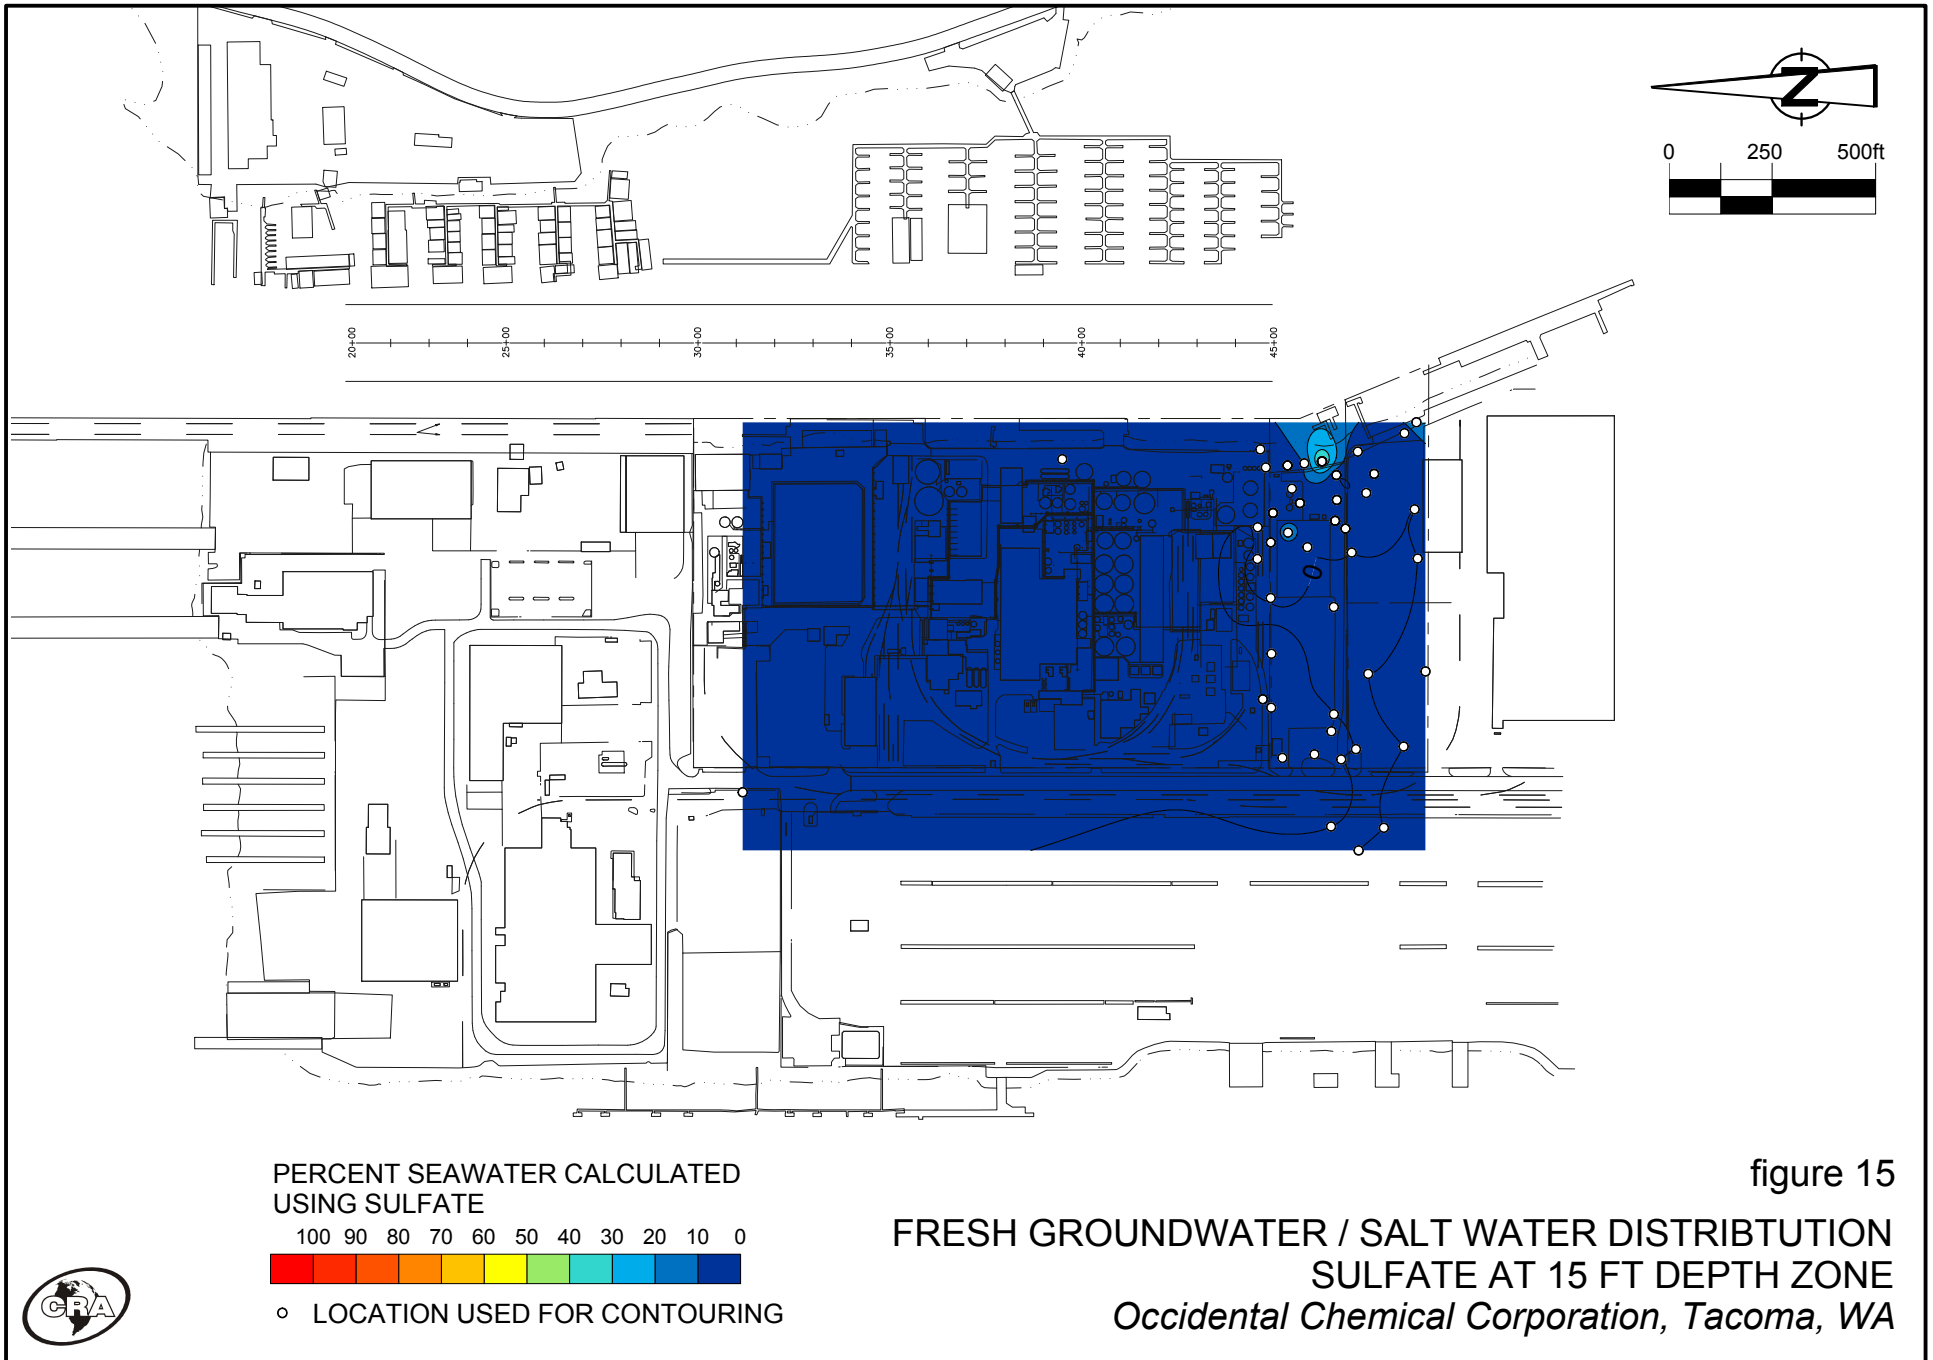 N
0 250 500ft
20+00 25+00 30+00 35+00 40+00 45+00
0
0
PERCENT SEAWATER CALCULATED
USING SULFATE
100 90 80 70 60 50 40 30 20 10 0
LOCATION USED FOR CONTOURING
CRA
figure 15
FRESH GROUNDWATER / SALT WATER DISTRIBTUTION
SULFATE AT 15 FT DEPTH ZONE
Occidental Chemical Corporation, Tacoma, WA